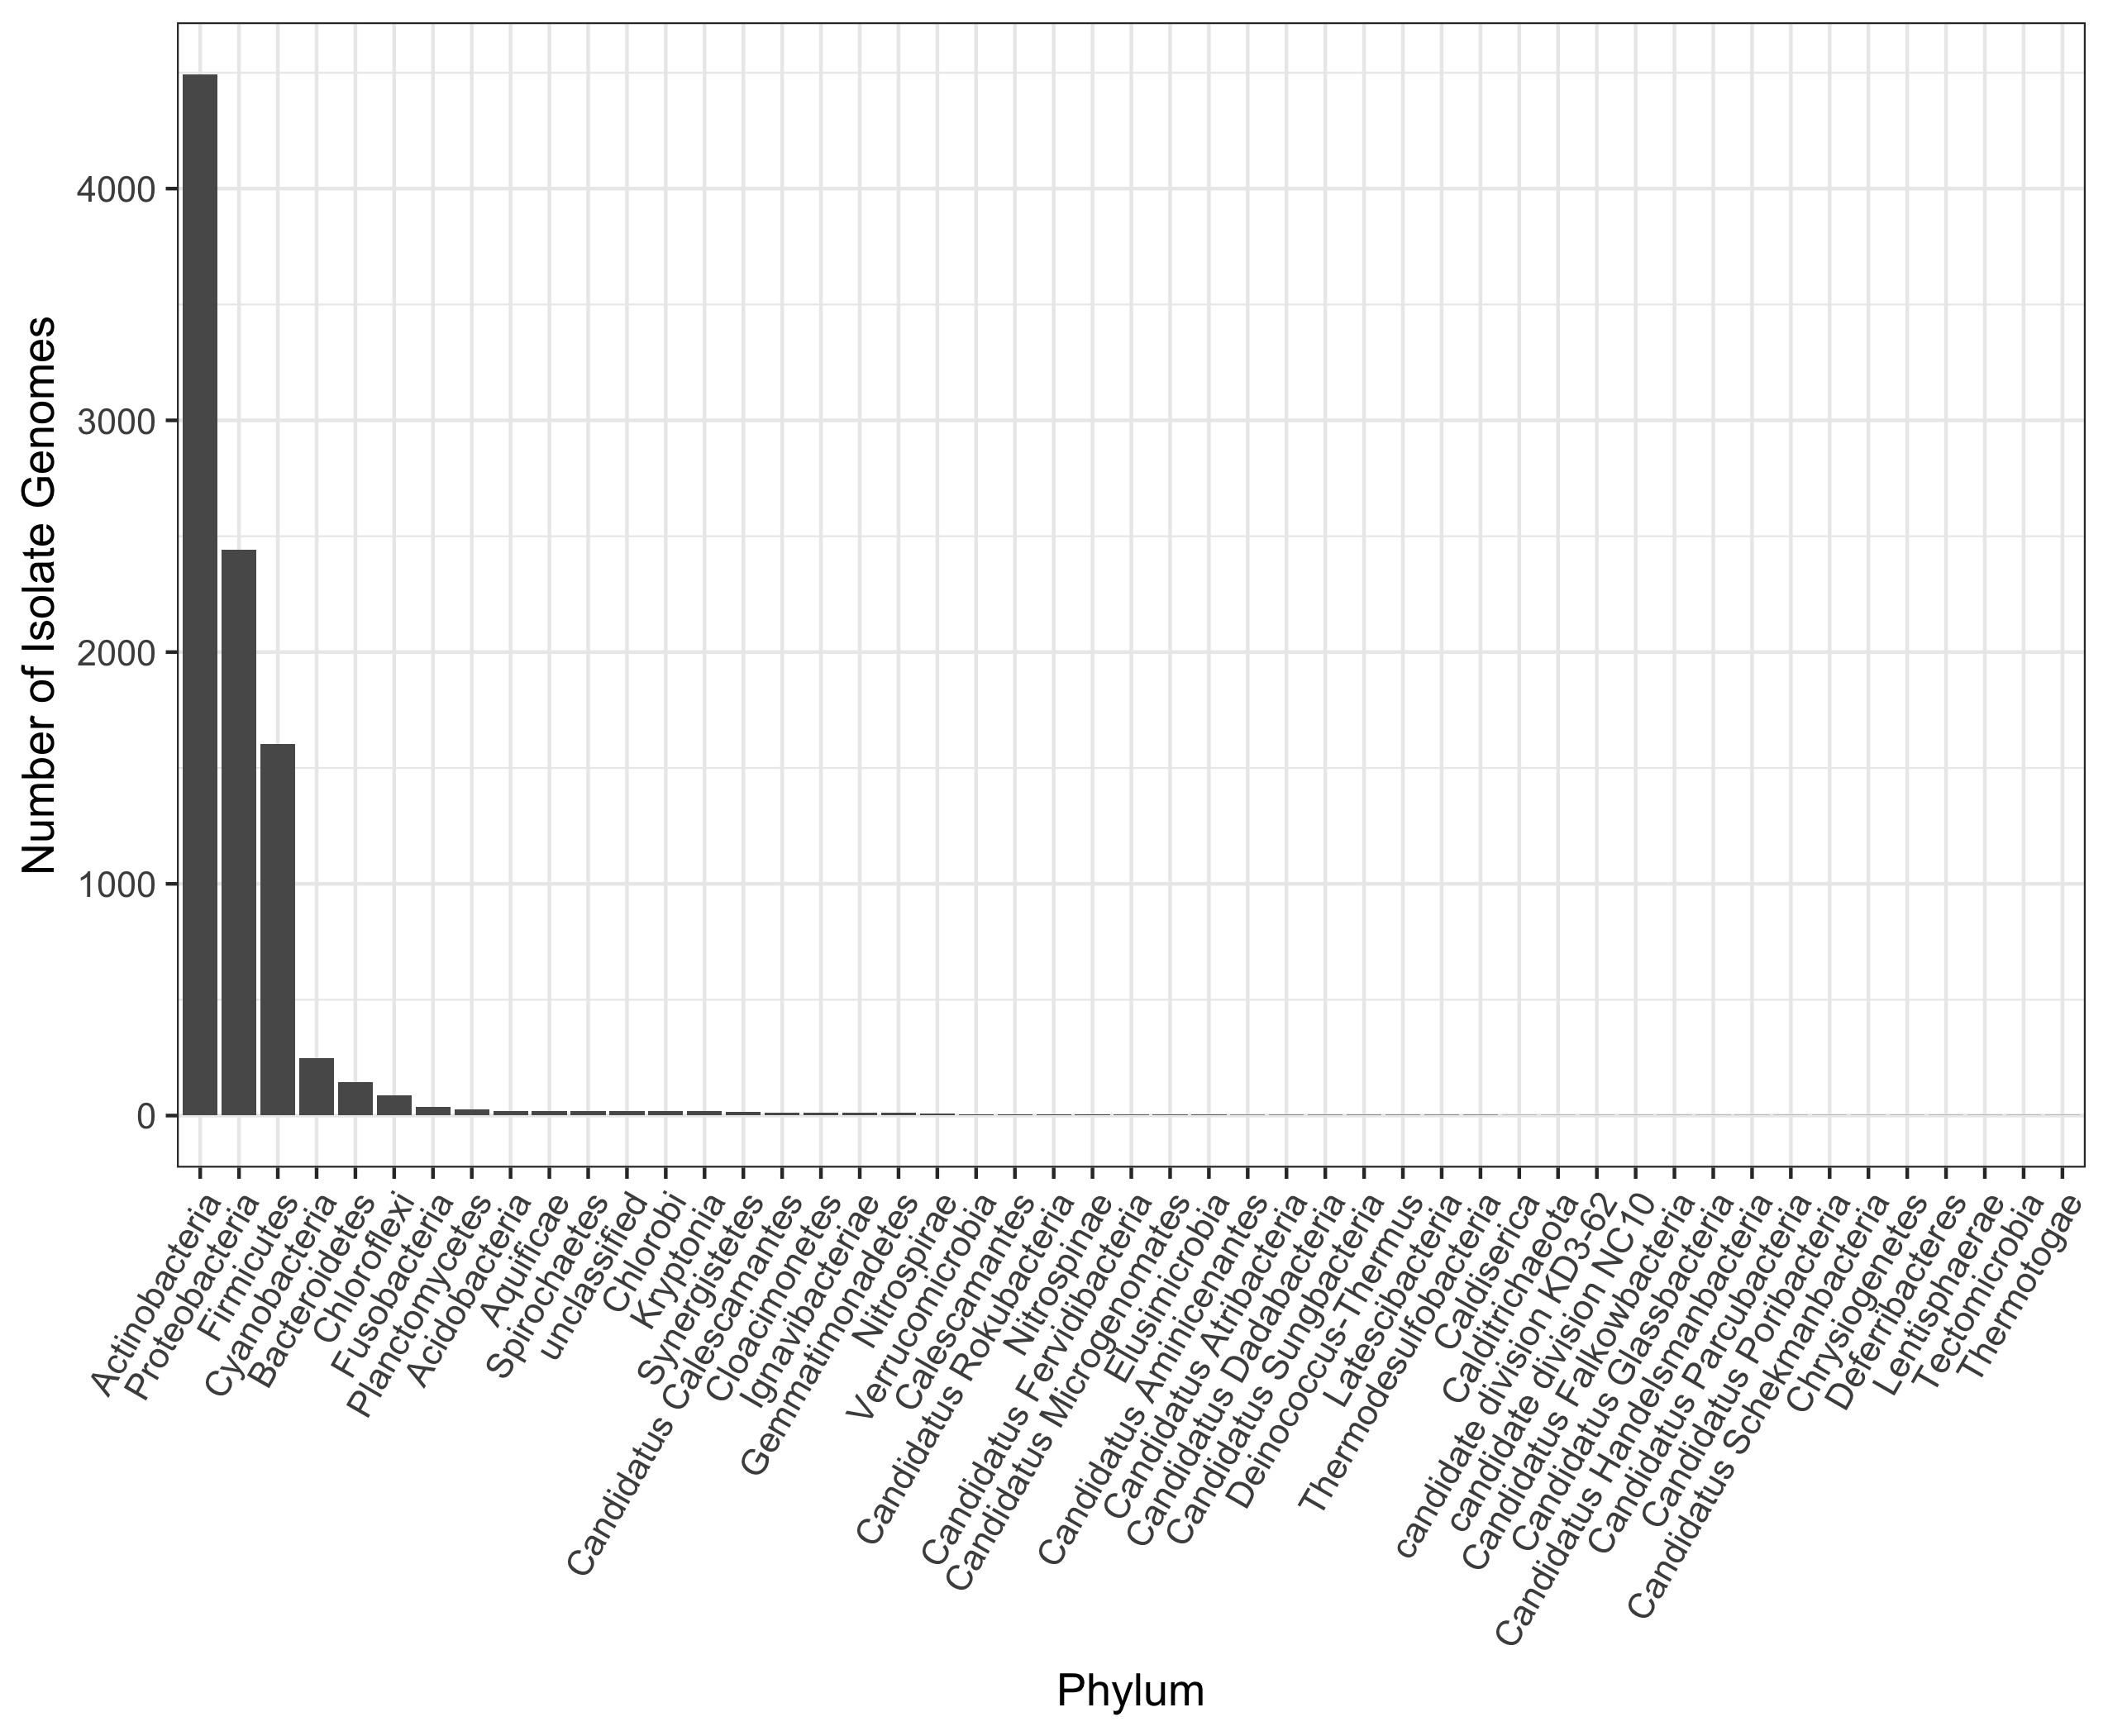 Number of Isolate Genomes
4000
3000
2000
1000
0
Actinobacteria
Proteobacteria
Firmicutes
Cyanobacteria
Bacteroidetes
Chloroflexi
Fusobacteria
Planctomycetes
Acidobacteria
Aquificae
Spirochaetes
unclassified
Chlorobi
Kryptonia
Synergistetes
Candidatus Calescamantes
Cloacimonetes
Ignavibacteriae
Gemmatimonadetes
Nitrospirae
Verrucomicrobia
Calescamantes
Candidatus Rokubacteria
Nitrospinae
Candidatus Fervidibacteria
Candidatus Microgenomates
Elusimicrobia
Candidatus Aminicenantes
Candidatus Atribacteria
Candidatus Dadabacteria
Candidatus Sungbacteria
Deinococcus-Thermus
Latescibacteria
Thermodesulfobacteria
Caldiserica
Calditrichaeota
candidate division KD3-62
candidate division NC10
Candidatus Falkowbacteria
Candidatus Glassbacteria
Candidatus Handelsmanbacteria
Candidatus Parcubacteria
Candidatus Poribacteria
Candidatus Schekmanbacteria
Chrysiogenetes
Deferribacteres
Lentisphaerae
Tectomicrobia
Thermotogae
Phylum